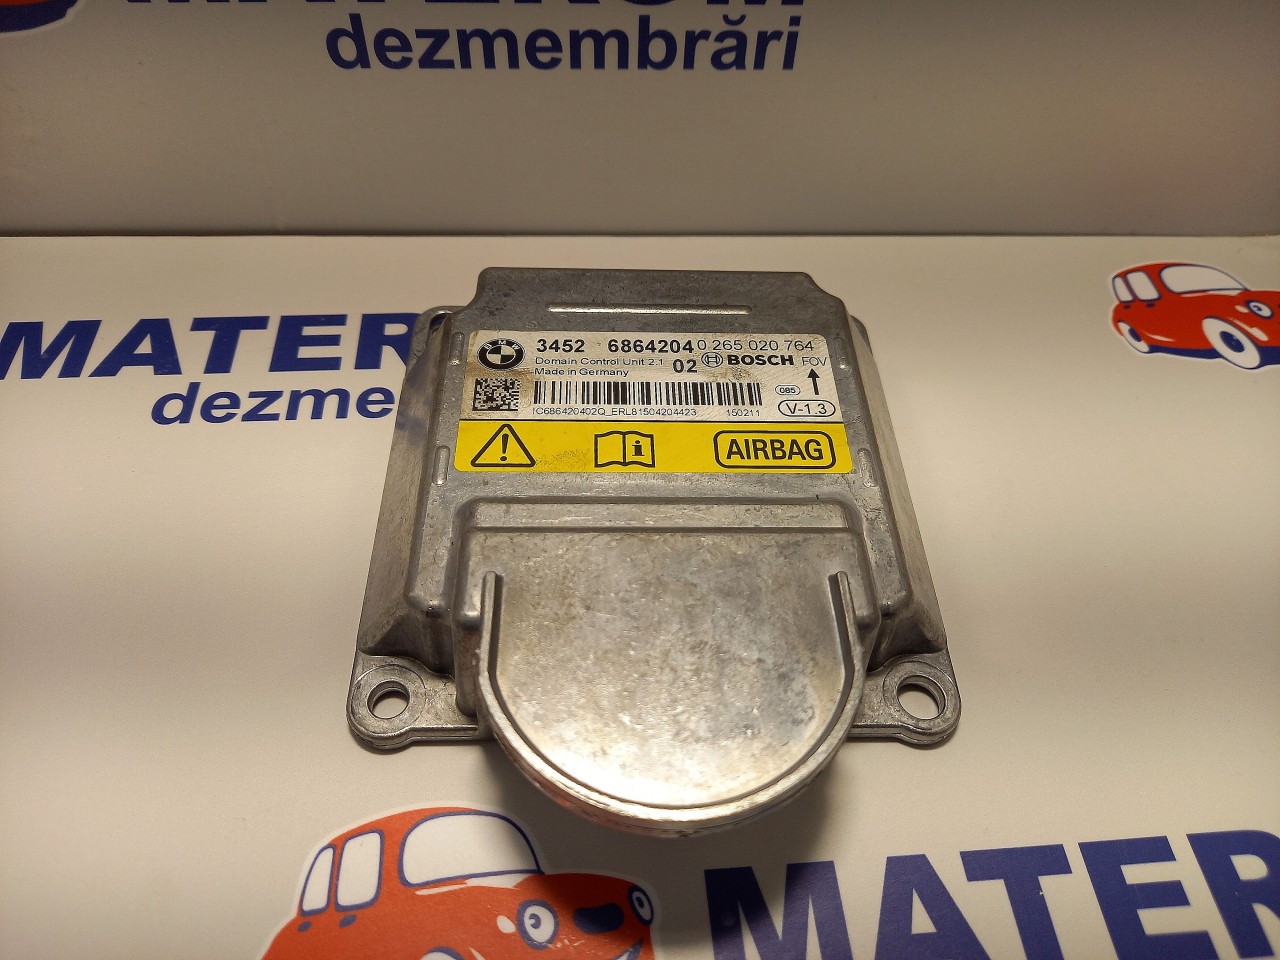 dezmembrări
MATER
dezme
BMW
3452 6864204 0 265 020 764
Domain Control Unit 2.1 02 BOSCH FOV
Made in Germany
085
IC686420402Q_ERL81504204423 150211 V-1.3
AIRBAG
MATER